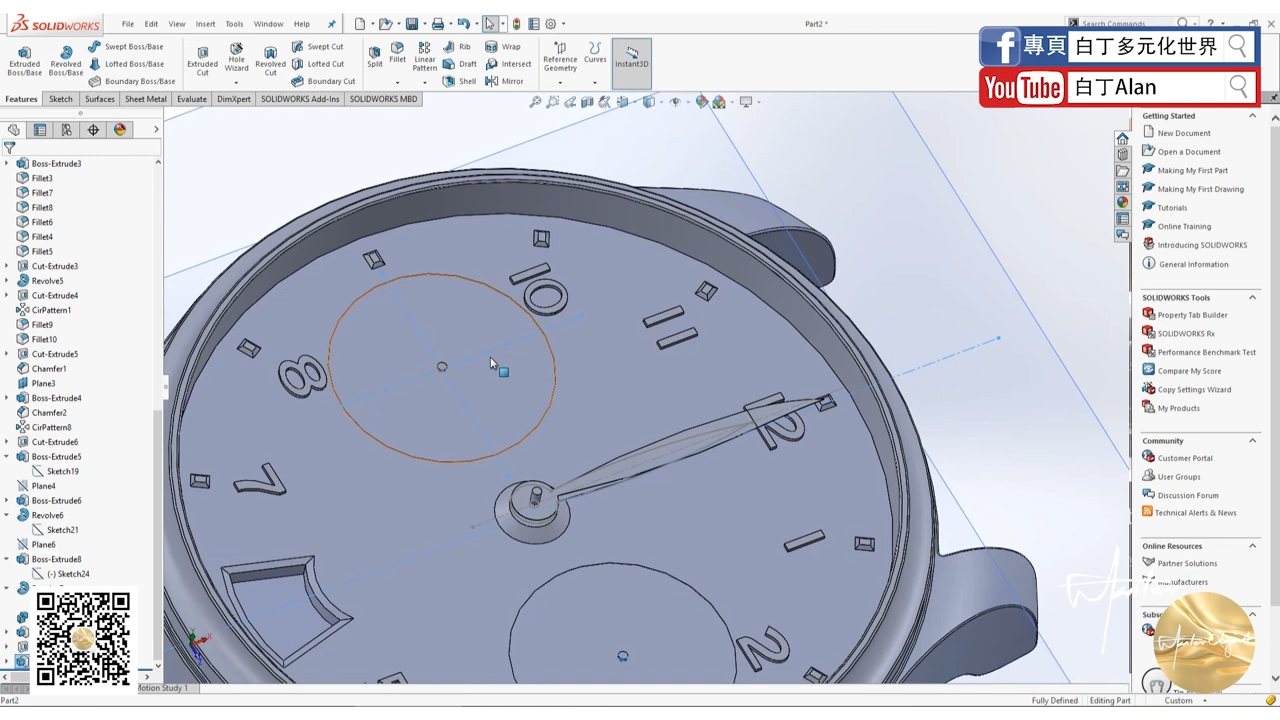 SOLIDWORKS
File Edit View Insert Tools Window Help
Part2 *
Search Commands
Extruded Boss/Base
Revolved Boss/Base
Swept Boss/Base
Lofted Boss/Base
Boundary Boss/Base
Extruded Cut
Hole Wizard
Revolved Cut
Swept Cut
Lofted Cut
Boundary Cut
Split
Fillet
Linear Pattern
Rib
Draft
Shell
Wrap
Intersect
Mirror
Reference Geometry
Curves
Instant3D
專頁 白丁多元化世界
YouTube 白丁Alan
Features Sketch Surfaces Sheet Metal Evaluate DimXpert SOLIDWORKS Add-Ins SOLIDWORKS MBD
Boss-Extrude3
Fillet3
Fillet7
Fillet8
Fillet6
Fillet4
Fillet5
Cut-Extrude3
Revolve5
Cut-Extrude4
CirPattern1
Fillet9
Fillet10
Cut-Extrude5
Chamfer1
Plane3
Boss-Extrude4
Chamfer2
CirPattern8
Cut-Extrude6
Boss-Extrude5
Sketch19
Plane4
Boss-Extrude6
Revolve6
Sketch21
Plane6
Boss-Extrude8
(-) Sketch24
10
11
12
8
7
1
2
Getting Started
New Document
Open a Document
Making My First Part
Making My First Drawing
Tutorials
Online Training
Introducing SOLIDWORKS
General Information
SOLIDWORKS Tools
Property Tab Builder
SOLIDWORKS Rx
Performance Benchmark Test
Compare My Score
Copy Settings Wizard
My Products
Community
Customer Portal
User Groups
Discussion Forum
Technical Alerts & News
Online Resources
Partner Solutions
Manufacturers
Motion Study 1
Part2
Fully Defined Editing Part Custom